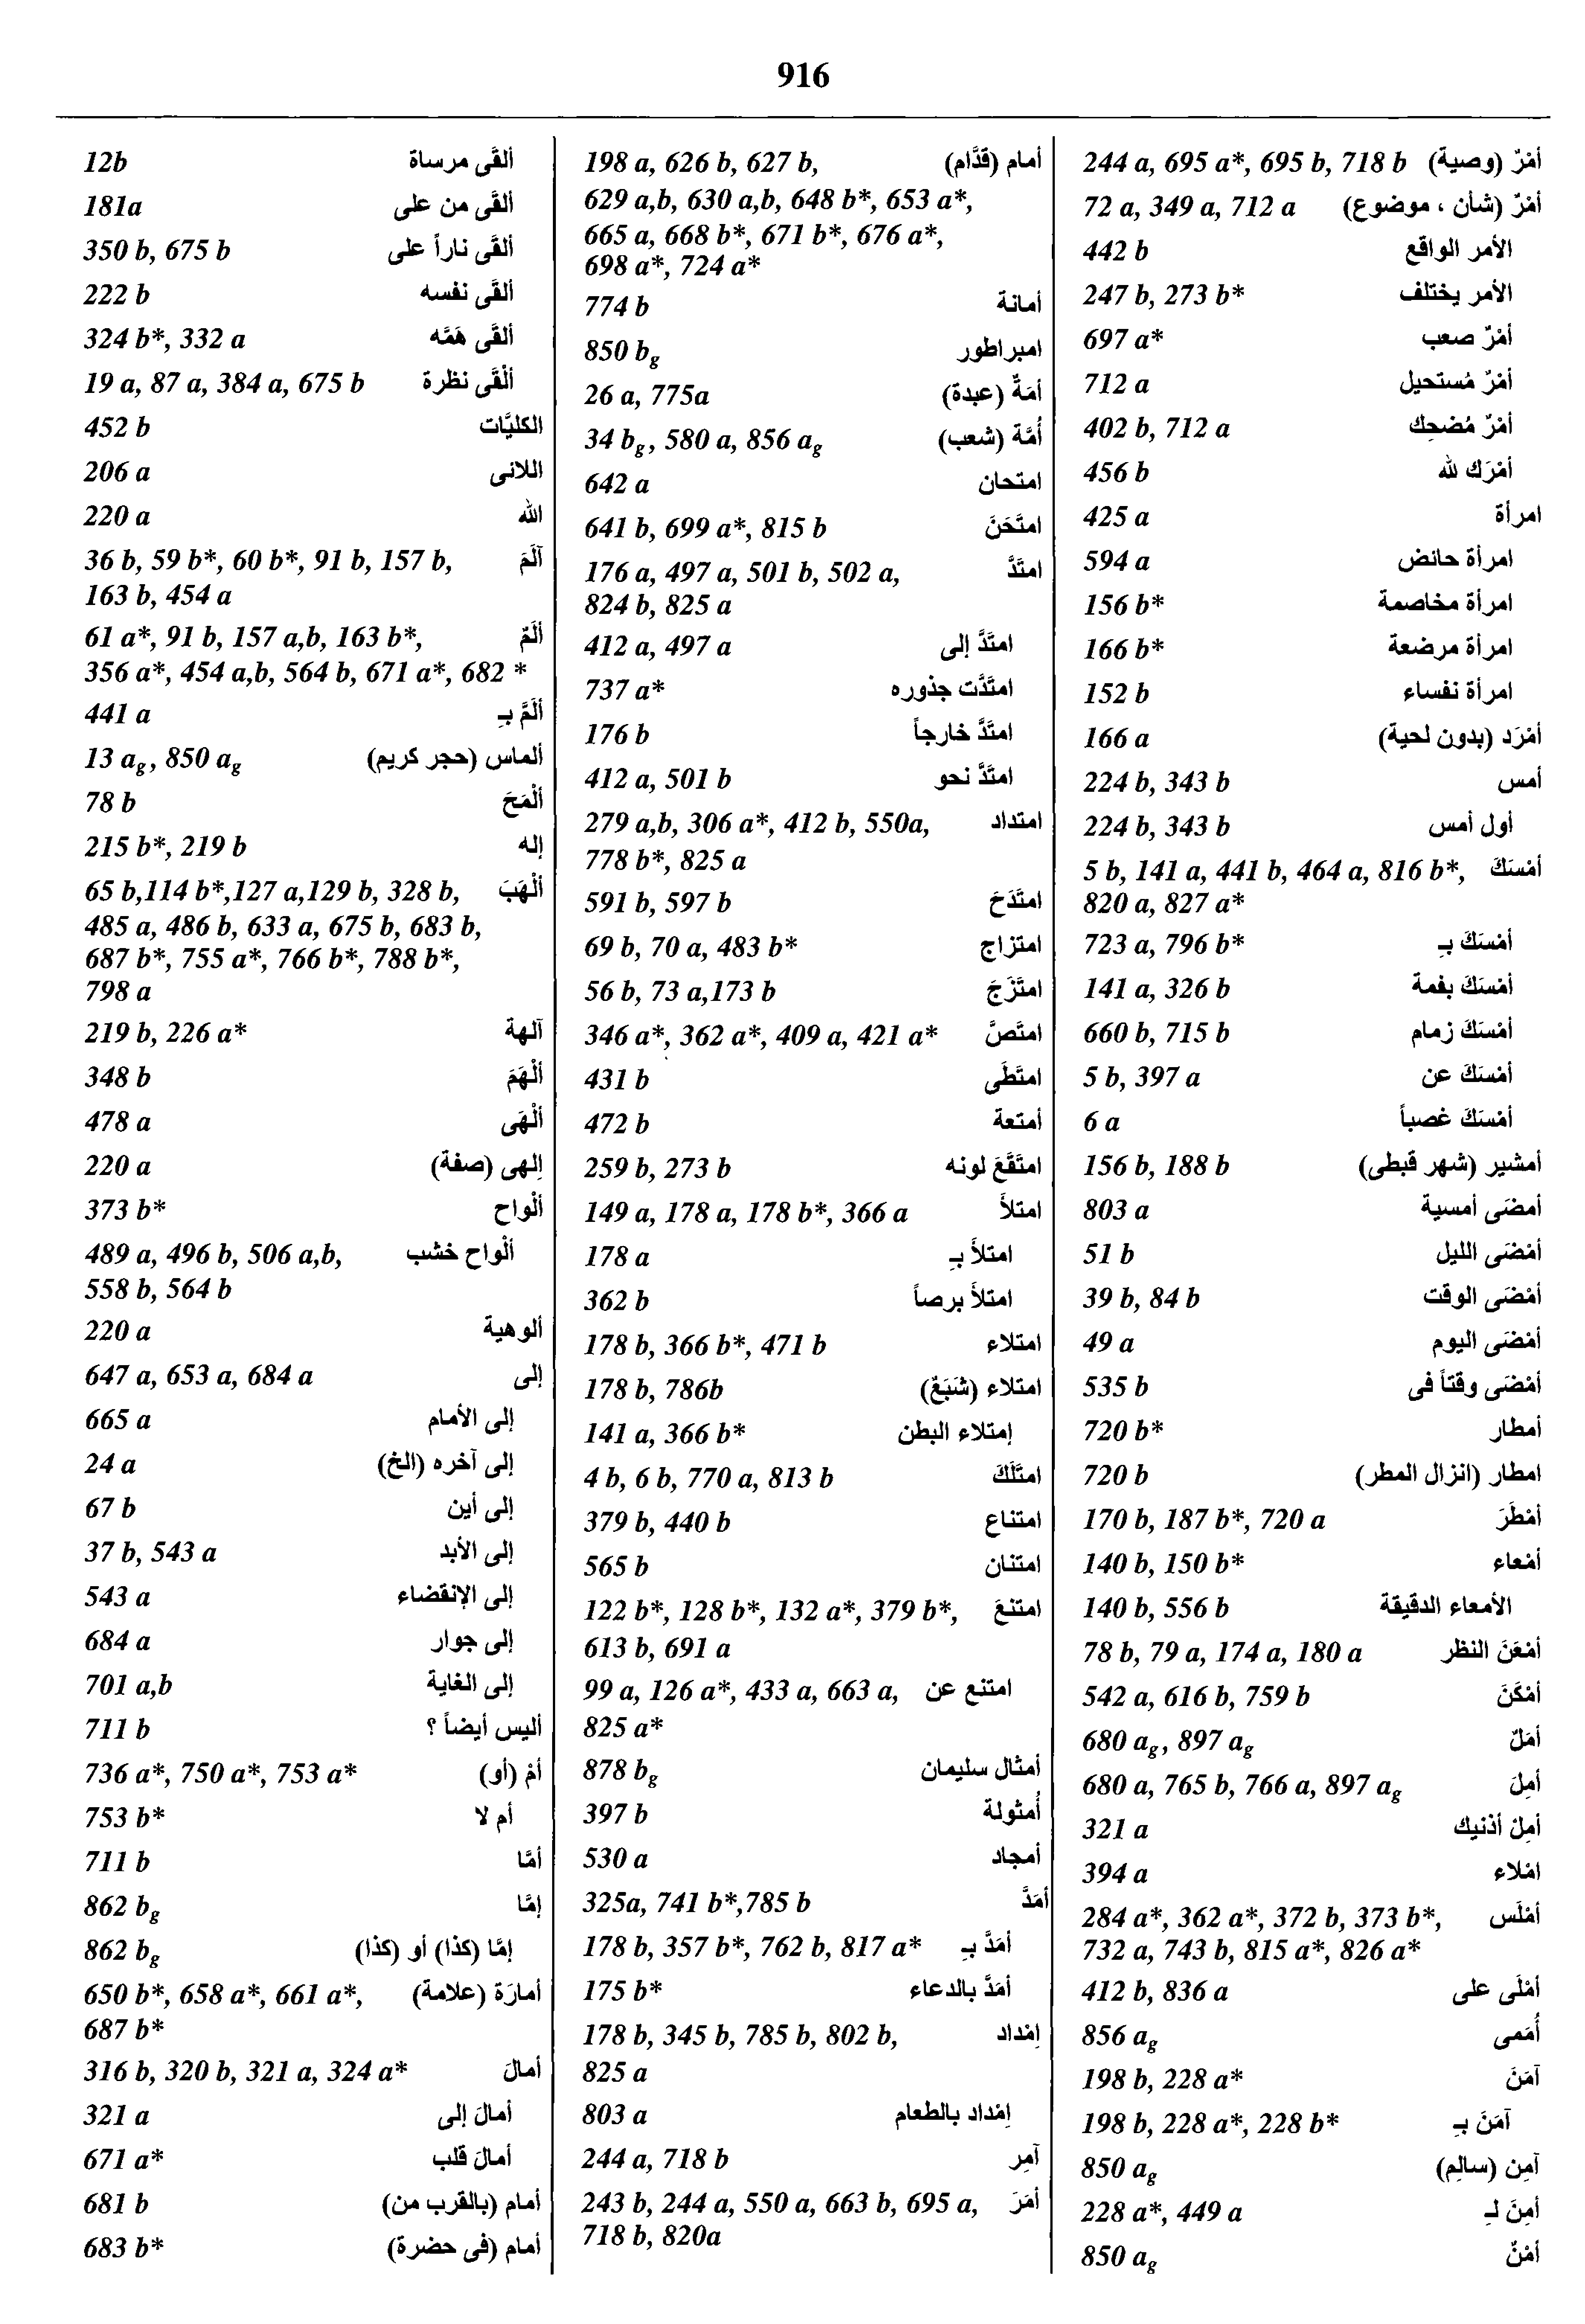 916
ألقَى مرساة 12b
ألقَى من على 181a
ألقَى ناراً على 350 b, 675 b
ألقَى نفسه 222 b
ألقَى هَمَّه 324 b*, 332 a
ألْقَى نظرة 19 a, 87 a, 384 a, 675 b
الكليَّات 452 b
اللاتى 206 a
الله 220 a
آلَمَ 36 b, 59 b*, 60 b*, 91 b, 157 b,
163 b, 454 a
ألَمٌ 61 a*, 91 b, 157 a,b, 163 b*,
356 a*, 454 a,b, 564 b, 671 a*, 682 *
ألَمَّ بـِ 441 a
ألماس (حجر كريم) 13 ag, 850 ag
ألْمَحَ 78 b
إله 215 b*, 219 b
ألْهَبَ 65 b,114 b*,127 a,129 b, 328 b,
485 a, 486 b, 633 a, 675 b, 683 b,
687 b*, 755 a*, 766 b*, 788 b*,
798 a
آلهة 219 b, 226 a*
ألْهَمَ 348 b
ألْهَى 478 a
إلهى (صفة) 220 a
ألْواح 373 b*
ألْواح خشب 489 a, 496 b, 506 a,b,
558 b, 564 b
ألوهية 220 a
إلى 647 a, 653 a, 684 a
إلى الأمام 665 a
إلى آخره (الخ) 24 a
إلى أين 67 b
إلى الأبد 37 b, 543 a
إلى الإنقضاء 543 a
إلى جوار 684 a
إلى الغاية 701 a,b
أليس أيضاً ؟ 711 b
أمْ (أو) 736 a*, 750 a*, 753 a*
أم لا 753 b*
أمَّا 711 b
إمَّا 862 bg
إمَّا (كذا) أو (كذا) 862 bg
أمارَة (علامة) 650 b*, 658 a*, 661 a*,
687 b*
أمالَ 316 b, 320 b, 321 a, 324 a*
أمالَ إلى 321 a
أمالَ قلب 671 a*
أمام (بالقرب من) 681 b
أمام (فى حضرة) 683 b*
أمام (قدَّام) 198 a, 626 b, 627 b,
629 a,b, 630 a,b, 648 b*, 653 a*,
665 a, 668 b*, 671 b*, 676 a*,
698 a*, 724 a*
أمانة 774 b
امبراطور 850 bg
أمَةٌ (عبدة) 26 a, 775a
أُمَّة (شعب) 34 bg, 580 a, 856 ag
امتحان 642 a
امتَّحَنَ 641 b, 699 a*, 815 b
امتَدَّ 176 a, 497 a, 501 b, 502 a,
824 b, 825 a
امتَدَّ إلى 412 a, 497 a
امتَدَّت جذوره 737 a*
امتَدَّ خارجاً 176 b
امتَدَّ نحو 412 a, 501 b
امتداد 279 a,b, 306 a*, 412 b, 550a,
778 b*, 825 a
امتَدَحَ 591 b, 597 b
امتزاج 69 b, 70 a, 483 b*
امتَزَجَ 56 b, 73 a,173 b
امتَصَّ 346 a*, 362 a*, 409 a, 421 a*
امتَطَى 431 b
أمتعة 472 b
امتَقَعَ لونه 259 b, 273 b
امتلأ 149 a, 178 a, 178 b*, 366 a
امتلأ بـِ 178 a
امتلأ برصاً 362 b
امتلاء 178 b, 366 b*, 471 b
امتلاء (شَبَعٌ) 178 b, 786b
إمتلاء البطن 141 a, 366 b*
امتَلَكَ 4 b, 6 b, 770 a, 813 b
امتناع 379 b, 440 b
امتنان 565 b
امتنعَ 122 b*, 128 b*, 132 a*, 379 b*,
613 b, 691 a
امتنع عن 99 a, 126 a*, 433 a, 663 a,
825 a*
أمثال سليمان 878 bg
أُمثولة 397 b
أمجاد 530 a
أمَدَّ 325a, 741 b*,785 b
أمَدَّ بـِ 178 b, 357 b*, 762 b, 817 a*
أمَدَّ بالدعاء 175 b*
إمْداد 178 b, 345 b, 785 b, 802 b,
825 a
إمْداد بالطعام 803 a
آمِر 244 a, 718 b
أمَرَ 243 b, 244 a, 550 a, 663 b, 695 a,
718 b, 820a
أمْرٌ (وصية) 244 a, 695 a*, 695 b, 718 b
أمْرٌ (شأن ، موضوع) 72 a, 349 a, 712 a
الأمر الواقع 442 b
الأمر يختلف 247 b, 273 b*
أمْرٌ صعب 697 a*
أمْرٌ مُستحيل 712 a
أمْرٌ مُضحِك 402 b, 712 a
أمْرَك لله 456 b
امرأة 425 a
امرأة حائض 594 a
امرأة مخاصمة 156 b*
امرأة مرضعة 166 b*
امرأة نفساء 152 b
أمْرَد (بدون لحية) 166 a
أمس 224 b, 343 b
أول أمس 224 b, 343 b
أمْسَكَ 5 b, 141 a, 441 b, 464 a, 816 b*,
820 a, 827 a*
أمْسَكَ بـِ 723 a, 796 b*
أمْسَكَ بفمة 141 a, 326 b
أمْسَكَ زمام 660 b, 715 b
أمْسَكَ عن 5 b, 397 a
أمْسَكَ غصباً 6 a
أمشير (شهر قبطى) 156 b, 188 b
أمضَى أمسية 803 a
أمْضَى الليل 51 b
أمْضَى الوقت 39 b, 84 b
أمْضَى اليوم 49 a
أمْضَى وقتاً فى 535 b
أمطار 720 b*
امطار (انزال المطر) 720 b
أمْطَرَ 170 b, 187 b*, 720 a
أمْعاء 140 b, 150 b*
الأمعاء الدقيقة 140 b, 556 b
أمْعَنَ النظر 78 b, 79 a, 174 a, 180 a
أمْكَنَ 542 a, 616 b, 759 b
أمَلٌ 680 ag, 897 ag
أمِلَ 680 a, 765 b, 766 a, 897 ag
أمِلْ أذنيك 321 a
امْلاء 394 a
أمْلَس 284 a*, 362 a*, 372 b, 373 b*,
732 a, 743 b, 815 a*, 826 a*
أمْلَى على 412 b, 836 a
أُمَمى 856 ag
آمَنَ 198 b, 228 a*
آمَنَ بـِ 198 b, 228 a*, 228 b*
آمِن (سالِم) 850 ag
أمِنَ لـِ 228 a*, 449 a
أمْنٌ 850 ag